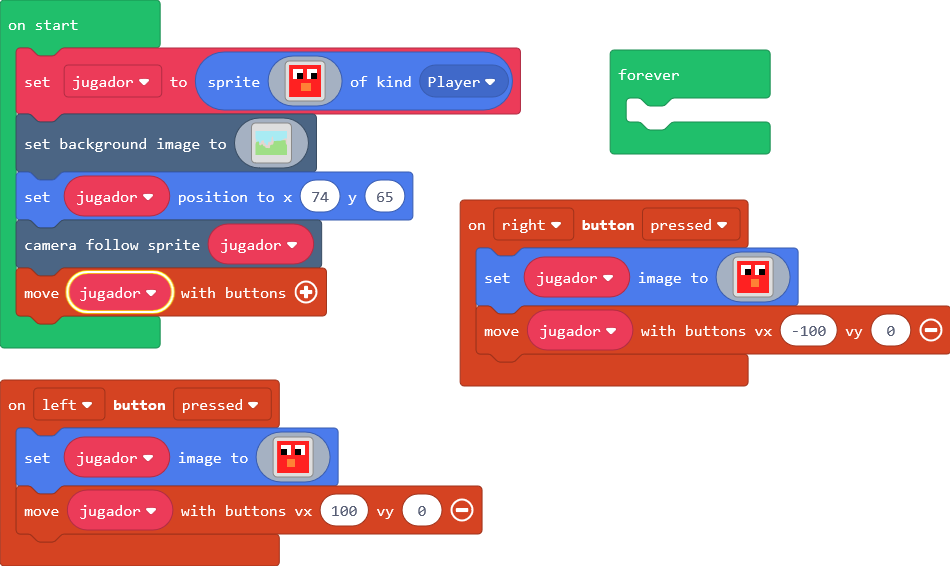 on start
set jugador to sprite of kind Player
set background image to
set jugador position to x 74 y 65
camera follow sprite jugador
move jugador with buttons
forever
on right button pressed
set jugador image to
move jugador with buttons vx -100 vy 0
on left button pressed
set jugador image to
move jugador with buttons vx 100 vy 0